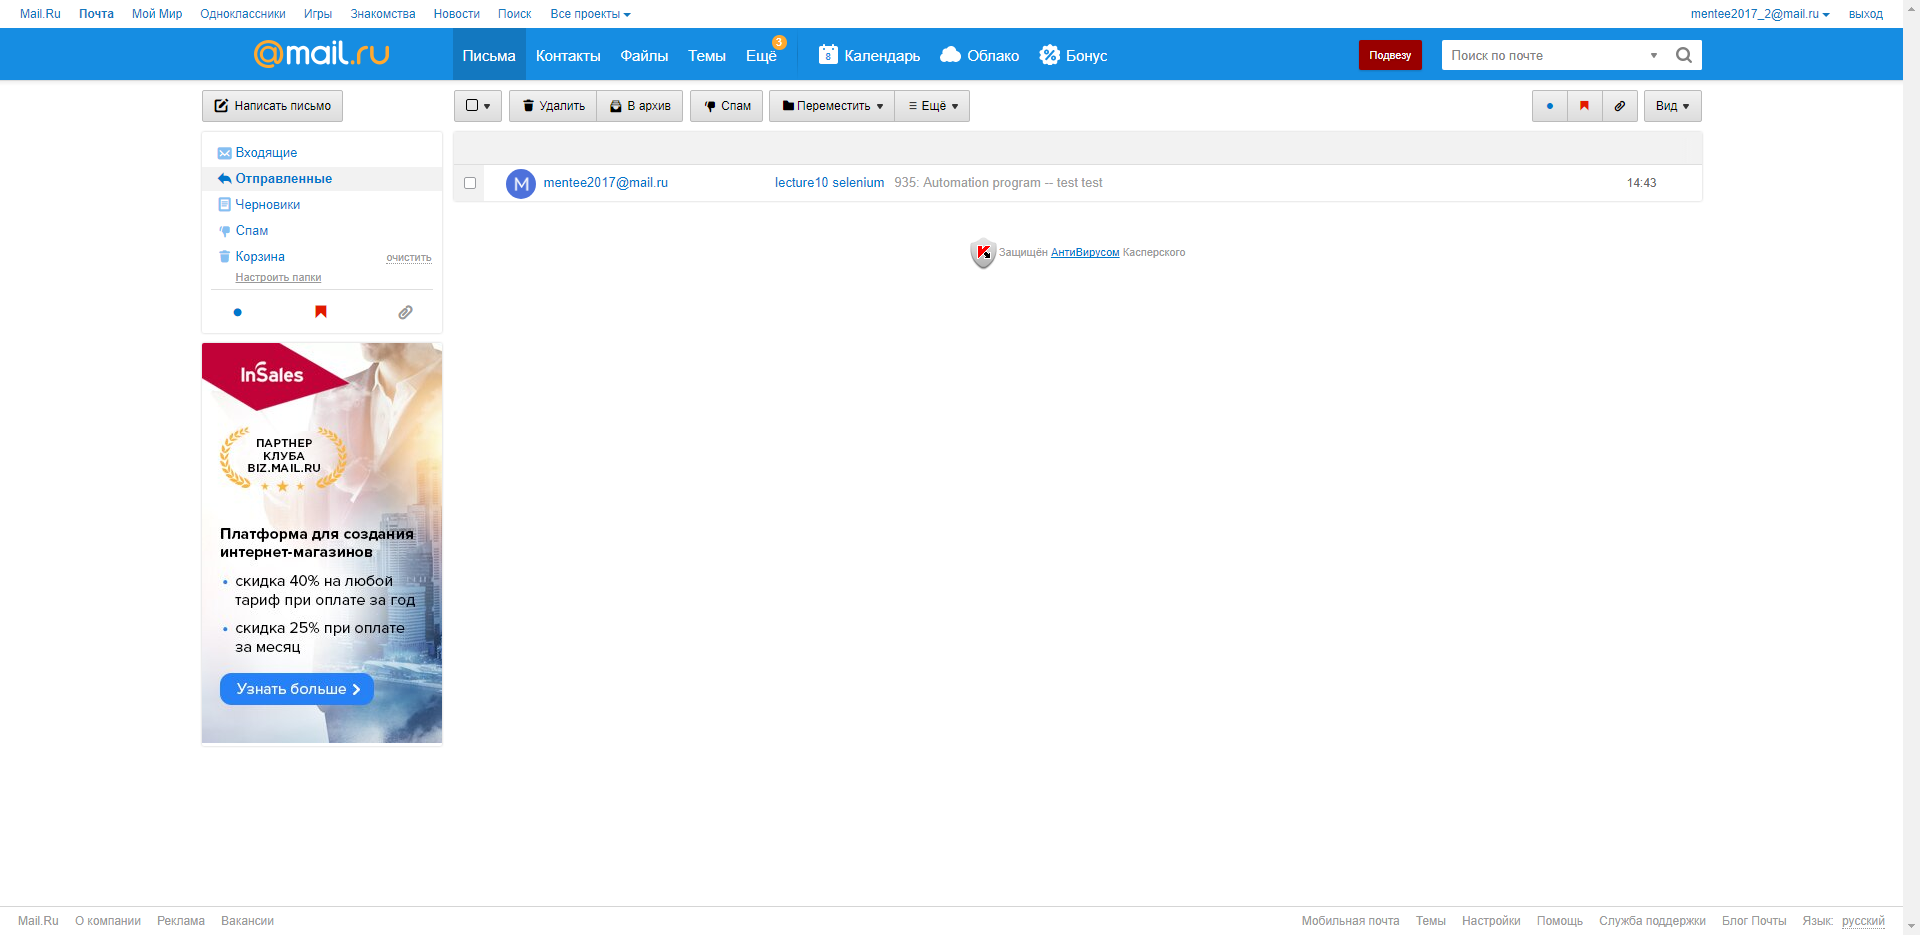 Mail.Ru Почта Мой Мир Одноклассники Игры Знакомства Новости Поиск Все проекты mentee2017_2@mail.ru выход
@mail.ru Письма Контакты Файлы Темы Ещё 3 8 Календарь Облако Бонус Подвезу Поиск по почте
Написать письмо Удалить В архив Спам Переместить Ещё Вид
Входящие
Отправленные
M mentee2017@mail.ru lecture10 selenium 935: Automation program -- test test 14:43
Черновики
Спам
Корзина очистить
Настроить папки
Защищён АнтиВирусом Касперского
InSales
ПАРТНЕР
КЛУБА
BIZ.MAIL.RU
Платформа для создания
интернет-магазинов
• скидка 40% на любой
тариф при оплате за год
• скидка 25% при оплате
за месяц
Узнать больше
Mail.Ru О компании Реклама Вакансии Мобильная почта Темы Настройки Помощь Служба поддержки Блог Почты Язык: русский